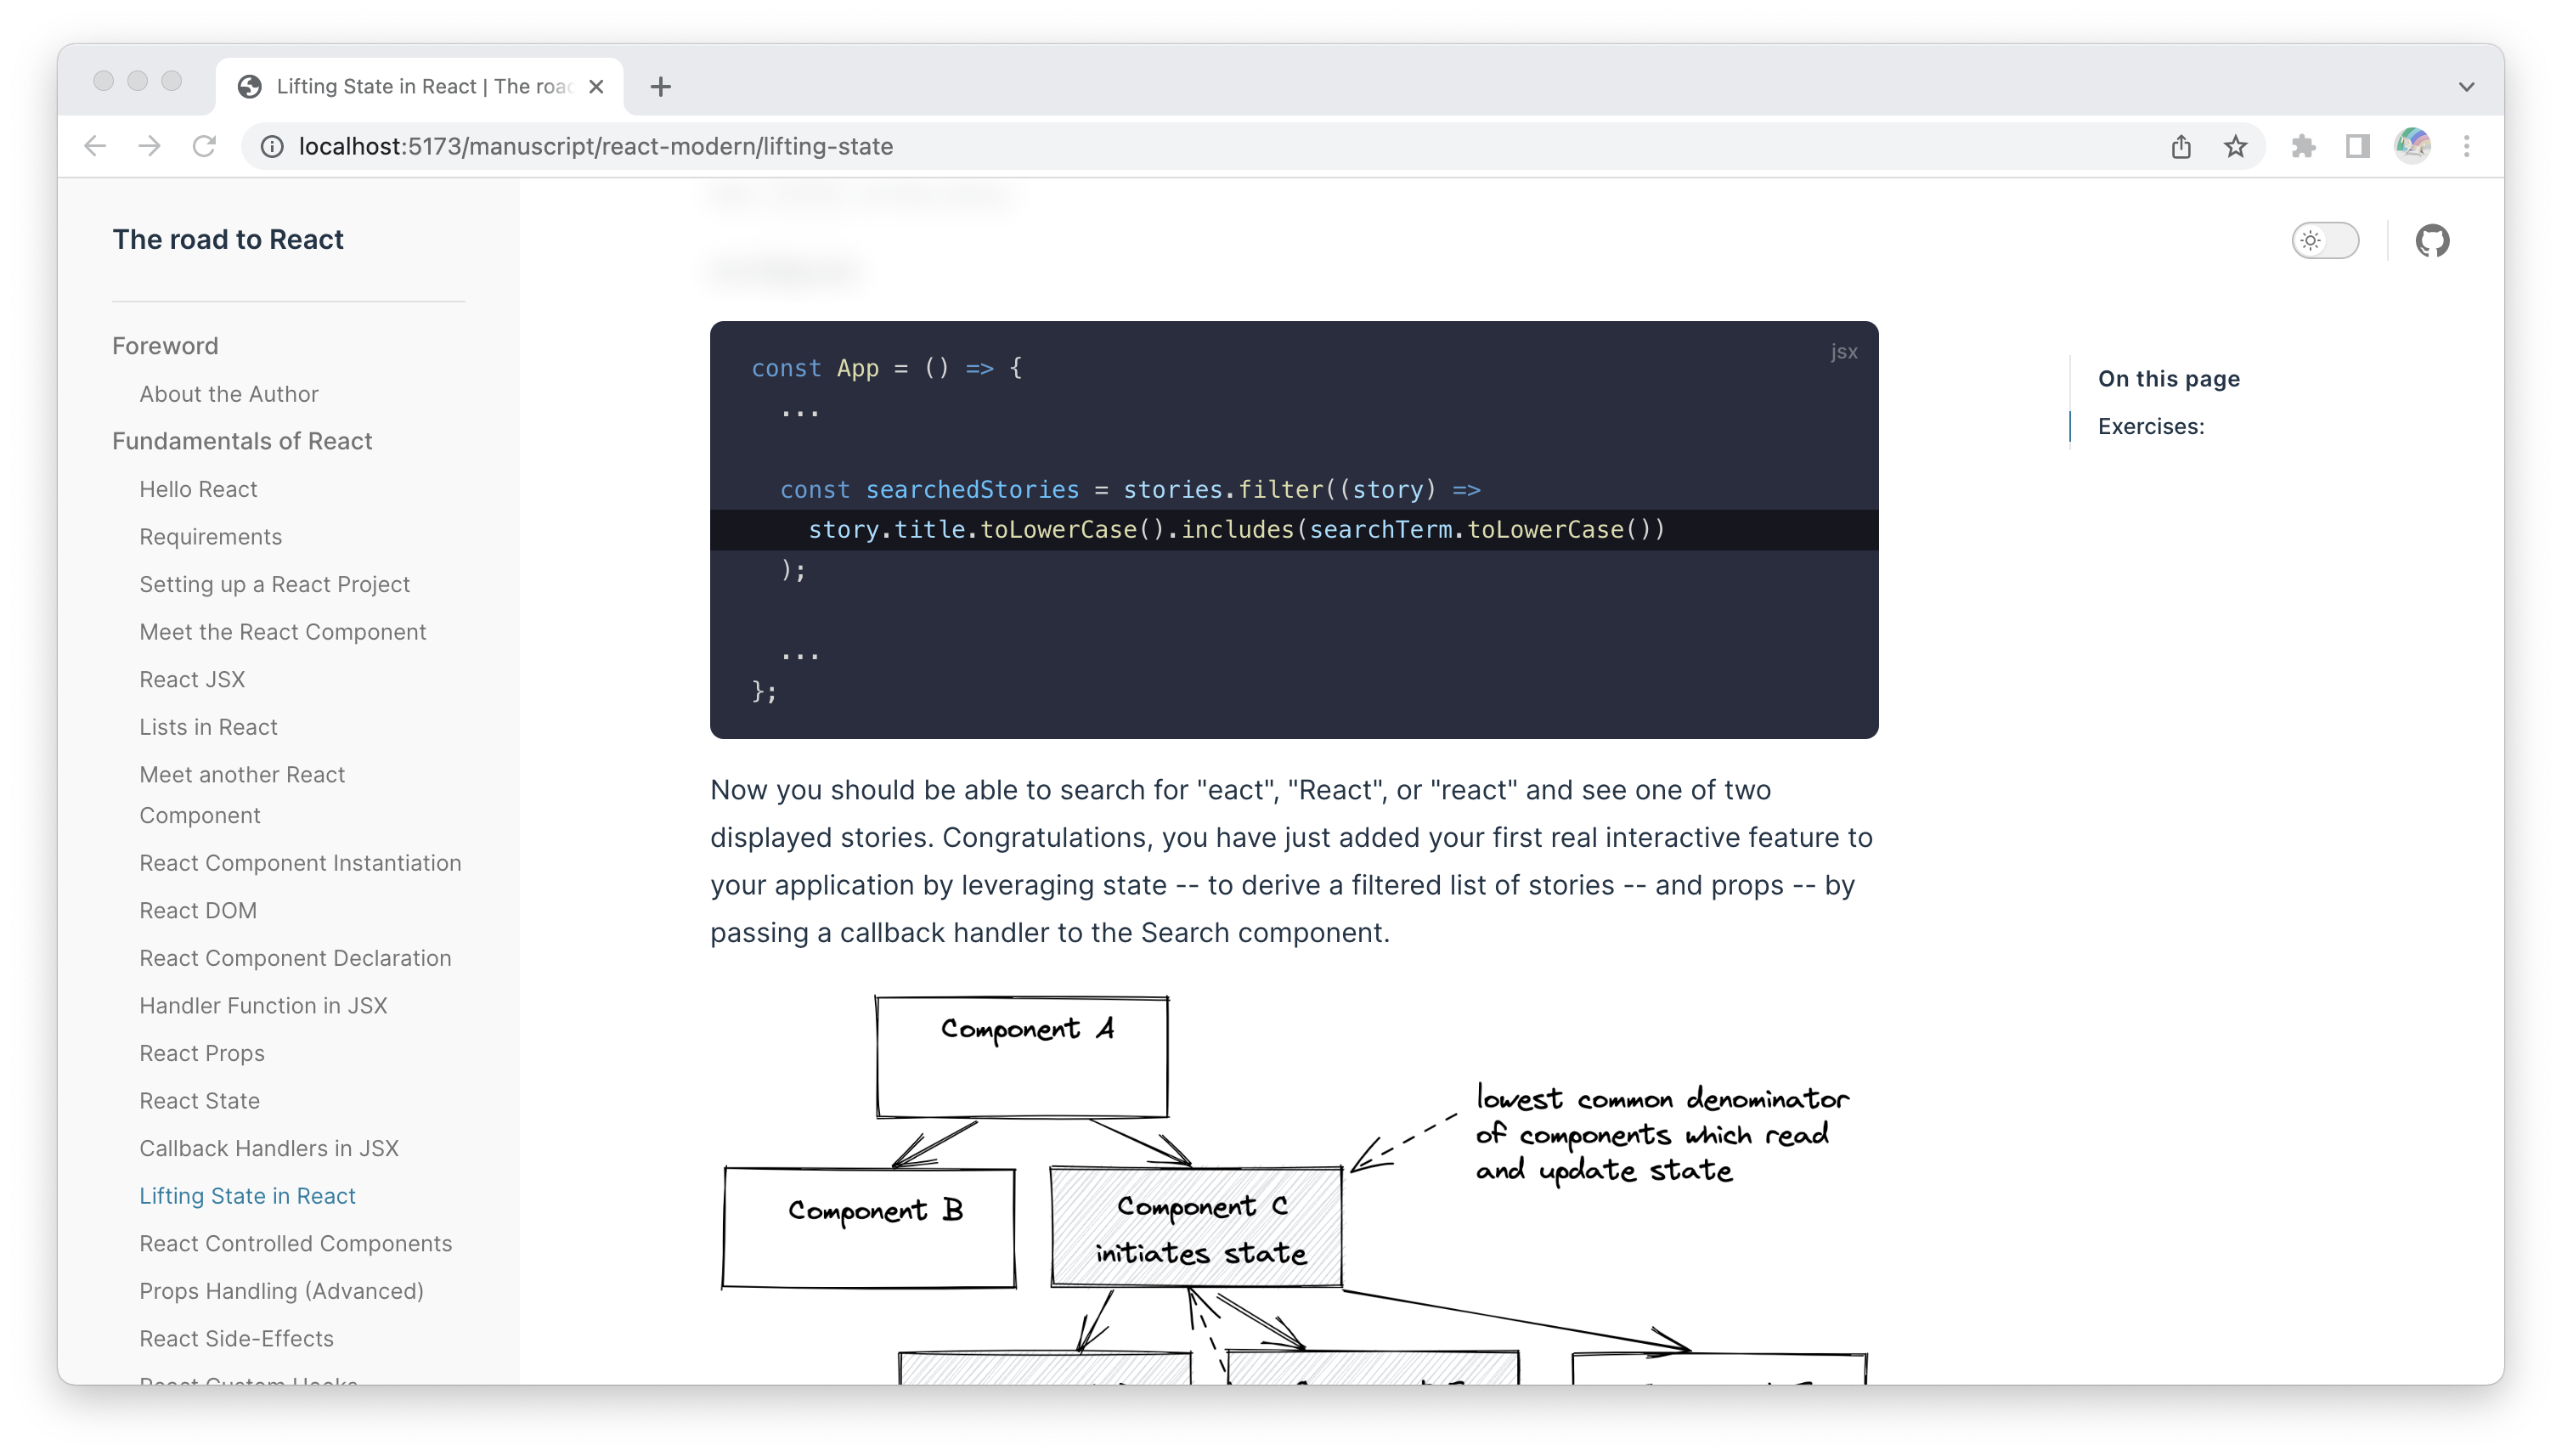 Lifting State in React | The roa
localhost:5173/manuscript/react-modern/lifting-state
The road to React
Foreword
About the Author
Fundamentals of React
Hello React
Requirements
Setting up a React Project
Meet the React Component
React JSX
Lists in React
Meet another React
Component
React Component Instantiation
React DOM
React Component Declaration
Handler Function in JSX
React Props
React State
Callback Handlers in JSX
Lifting State in React
React Controlled Components
Props Handling (Advanced)
React Side-Effects
React Custom Hooks
jsx
const App = () => {
...
const searchedStories = stories.filter((story) =>
story.title.toLowerCase().includes(searchTerm.toLowerCase())
);
...
};
Now you should be able to search for "eact", "React", or "react" and see one of two
displayed stories. Congratulations, you have just added your first real interactive feature to
your application by leveraging state -- to derive a filtered list of stories -- and props -- by
passing a callback handler to the Search component.
Component A
lowest common denominator
of components which read
and update state
Component B
Component C
initiates state
On this page
Exercises: